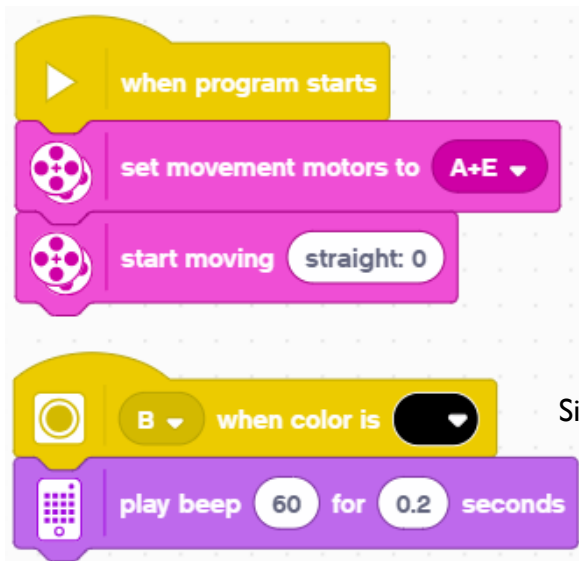 when program starts
set movement motors to A+E
start moving straight: 0
B when color is Si
play beep 60 for 0.2 seconds